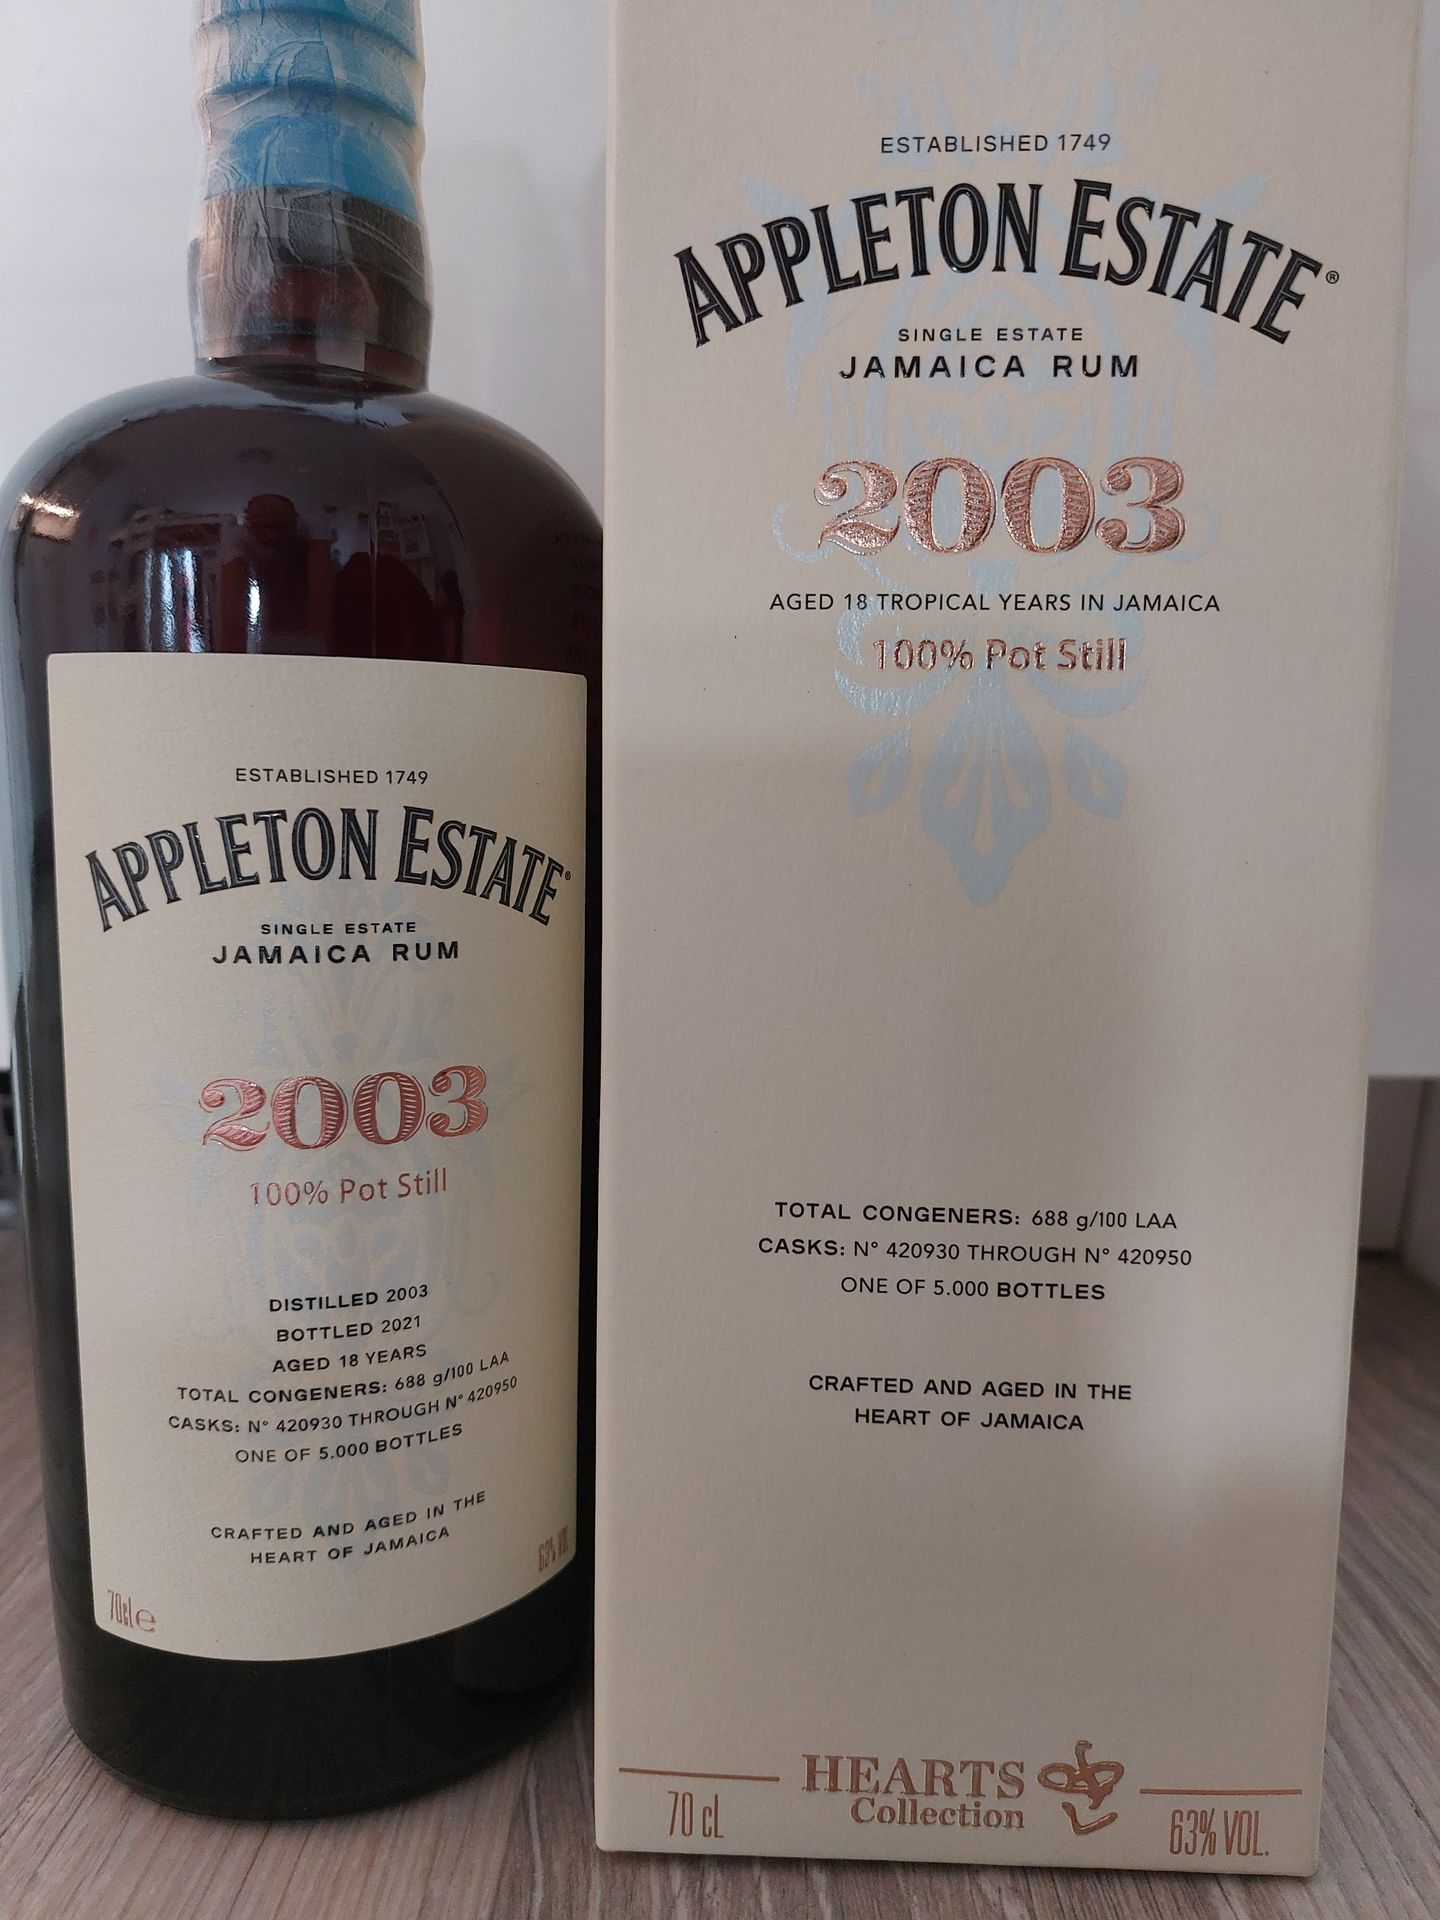 ESTABLISHED 1749
APPLETON ESTATE®
SINGLE ESTATE
JAMAICA RUM
2003
100% Pot Still
DISTILLED 2003
BOTTLED 2021
AGED 18 YEARS
TOTAL CONGENERS: 688 g/100 LAA
CASKS: N° 420930 THROUGH N° 420950
ONE OF 5.000 BOTTLES
CRAFTED AND AGED IN THE
HEART OF JAMAICA
70cl e
63%
ESTABLISHED 1749
APPLETON ESTATE®
SINGLE ESTATE
JAMAICA RUM
2003
AGED 18 TROPICAL YEARS IN JAMAICA
100% Pot Still
TOTAL CONGENERS: 688 g/100 LAA
CASKS: N° 420930 THROUGH N° 420950
ONE OF 5.000 BOTTLES
CRAFTED AND AGED IN THE
HEART OF JAMAICA
HEARTS
Collection
70 cL
63% VOL.